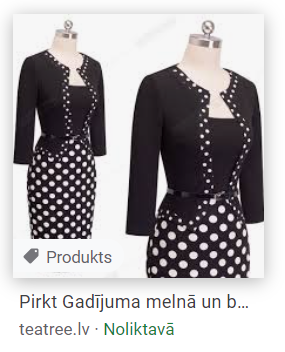 Produkts
Pirkt Gadījuma melnā un b...
teatree.lv · Noliktavā